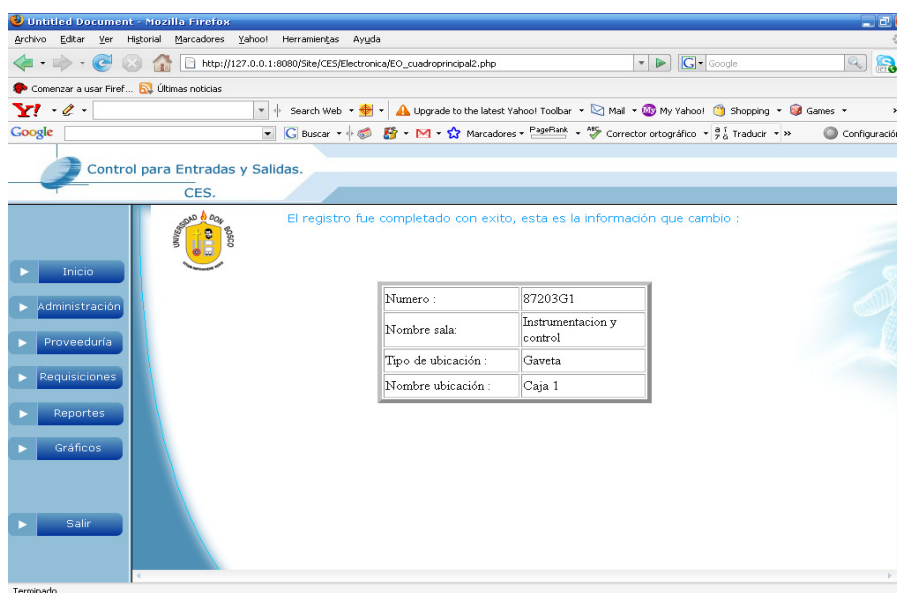 Untitled Document - Mozilla Firefox
Archivo Editar Ver Historial Marcadores Yahoo! Herramientas Ayuda
http://127.0.0.1:8080/Site/CES/Electronica/EO_cuadroprincipal2.php
Google
Comenzar a usar Firef... Últimas noticias
Y! Search Web Upgrade to the latest Yahoo! Toolbar Mail My Yahoo! Shopping Games
Google Buscar Marcadores PageRank Corrector ortográfico Traducir Configuración
Control para Entradas y Salidas.
CES.
UNIVERSIDAD DON BOSCO
El registro fue completado con exito, esta es la información que cambio :
Inicio
Administración
Proveeduría
Requisiciones
Reportes
Gráficos
Salir
Numero : 87203G1
Nombre sala: Instrumentacion y
control
Tipo de ubicación : Gaveta
Nombre ubicación : Caja 1
Terminado